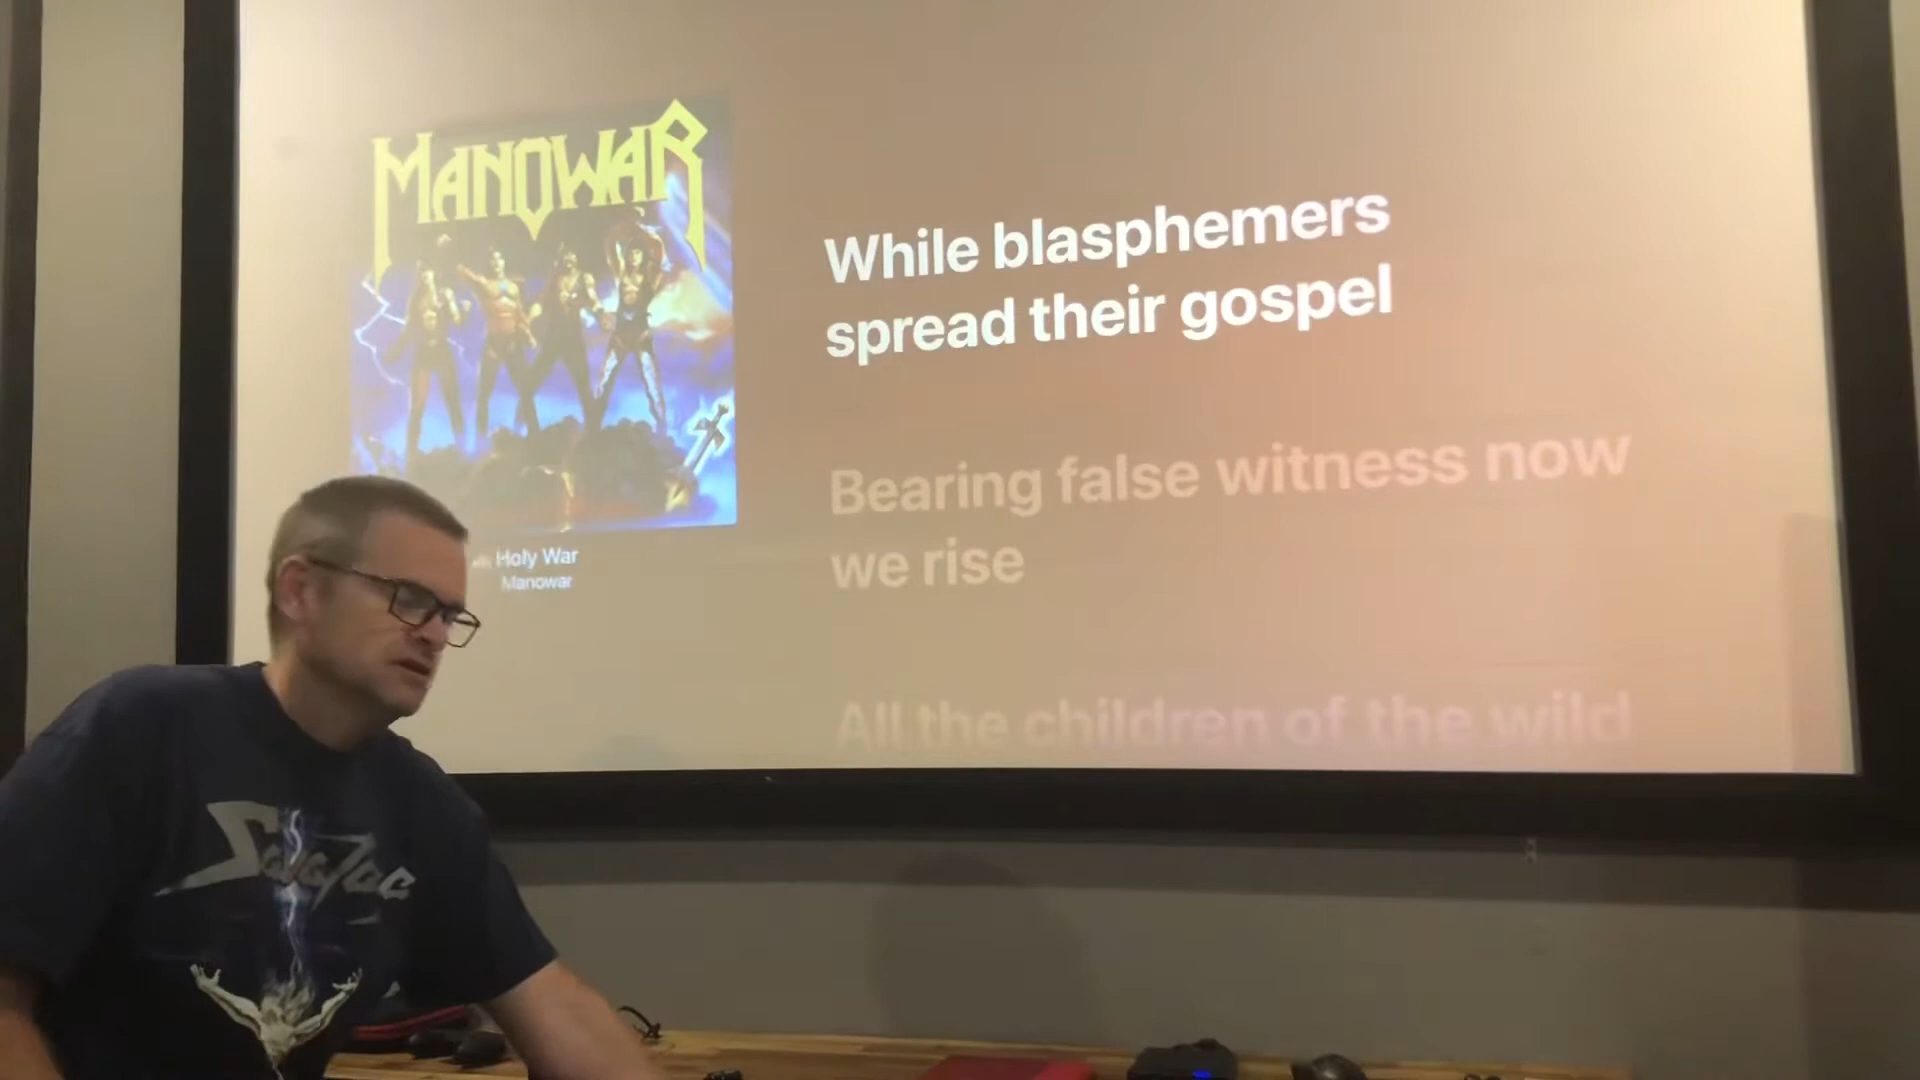 MANOWAR
While blasphemers
spread their gospel
Bearing false witness now
we rise
All the children of the wild
Holy War
Manowar
Savatage